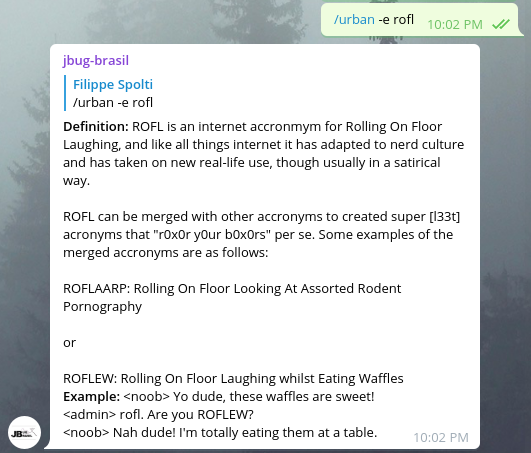 /urban -e rofl 10:02 PM
jbug-brasil
Filippe Spolti
/urban -e rofl
Definition: ROFL is an internet accronmym for Rolling On Floor
Laughing, and like all things internet it has adapted to nerd culture
and has taken on new real-life use, though usually in a satirical
way.
ROFL can be merged with other accronyms to created super [l33t]
acronyms that "r0x0r y0ur b0x0rs" per se. Some examples of the
merged accronyms are as follows:
ROFLAARP: Rolling On Floor Looking At Assorted Rodent
Pornography
or
ROFLEW: Rolling On Floor Laughing whilst Eating Waffles
Example: <noob> Yo dude, these waffles are sweet!
<admin> rofl. Are you ROFLEW?
<noob> Nah dude! I'm totally eating them at a table.
10:02 PM